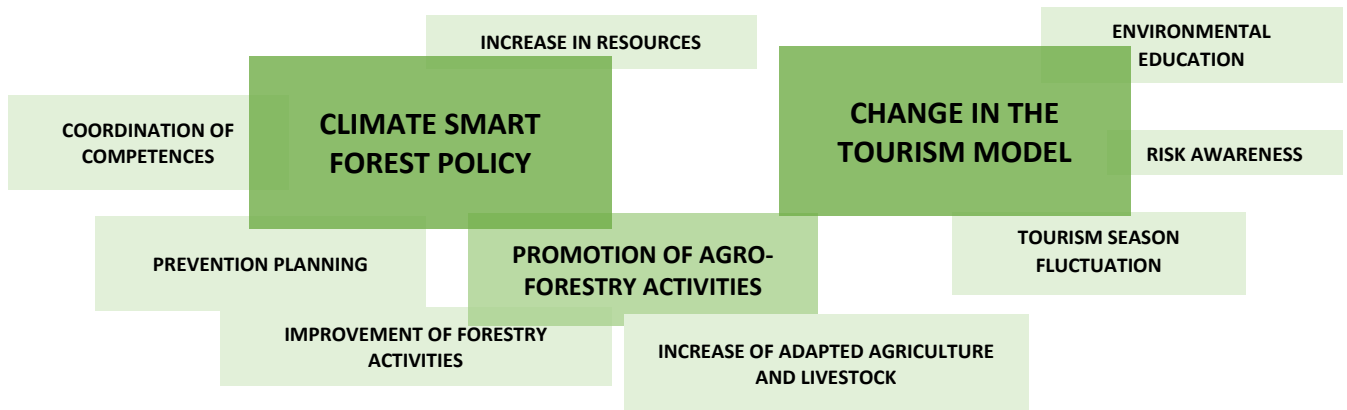 INCREASE IN RESOURCES
ENVIRONMENTAL
EDUCATION
COORDINATION OF
COMPETENCES
CLIMATE SMART
FOREST POLICY
CHANGE IN THE
TOURISM MODEL
RISK AWARENESS
PREVENTION PLANNING
PROMOTION OF AGRO-
FORESTRY ACTIVITIES
TOURISM SEASON
FLUCTUATION
IMPROVEMENT OF FORESTRY
ACTIVITIES
INCREASE OF ADAPTED AGRICULTURE
AND LIVESTOCK